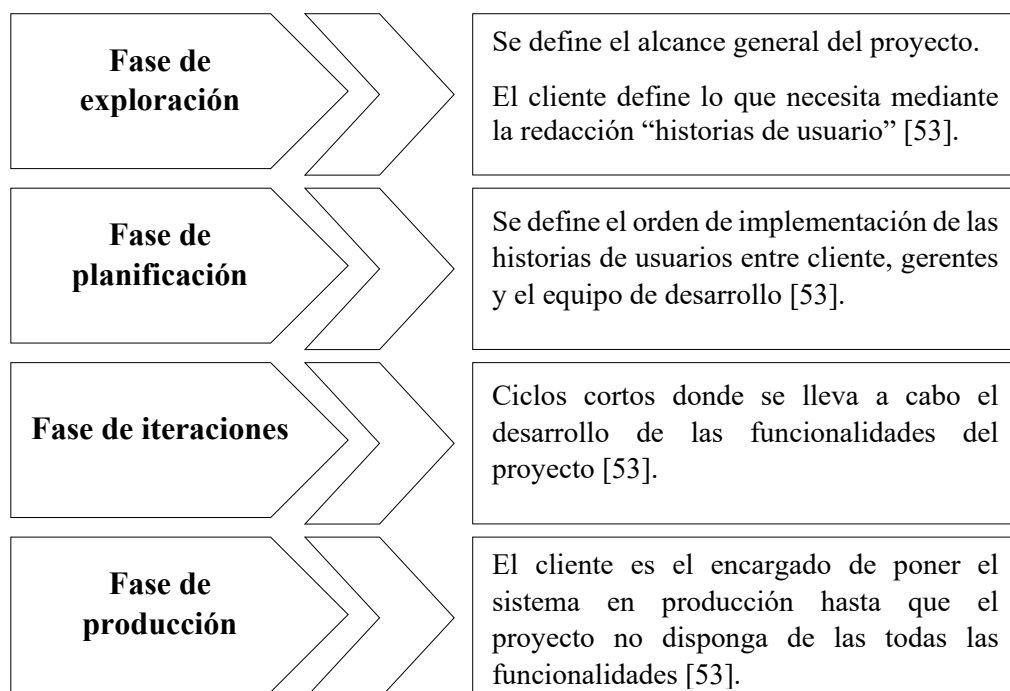 Fase de
exploración
Se define el alcance general del proyecto.
El cliente define lo que necesita mediante
la redacción “historias de usuario” [53].
Fase de
planificación
Se define el orden de implementación de las
historias de usuarios entre cliente, gerentes
y el equipo de desarrollo [53].
Fase de iteraciones
Ciclos cortos donde se lleva a cabo el
desarrollo de las funcionalidades del
proyecto [53].
Fase de
producción
El cliente es el encargado de poner el
sistema en producción hasta que el
proyecto no disponga de las todas las
funcionalidades [53].